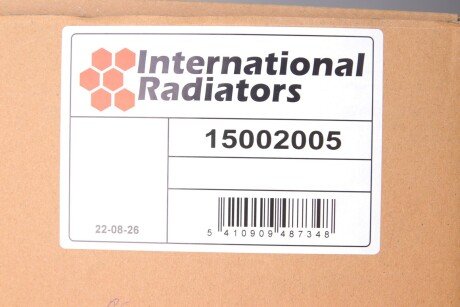 International
Radiators
15002005
22-08-26
5 410909 487348